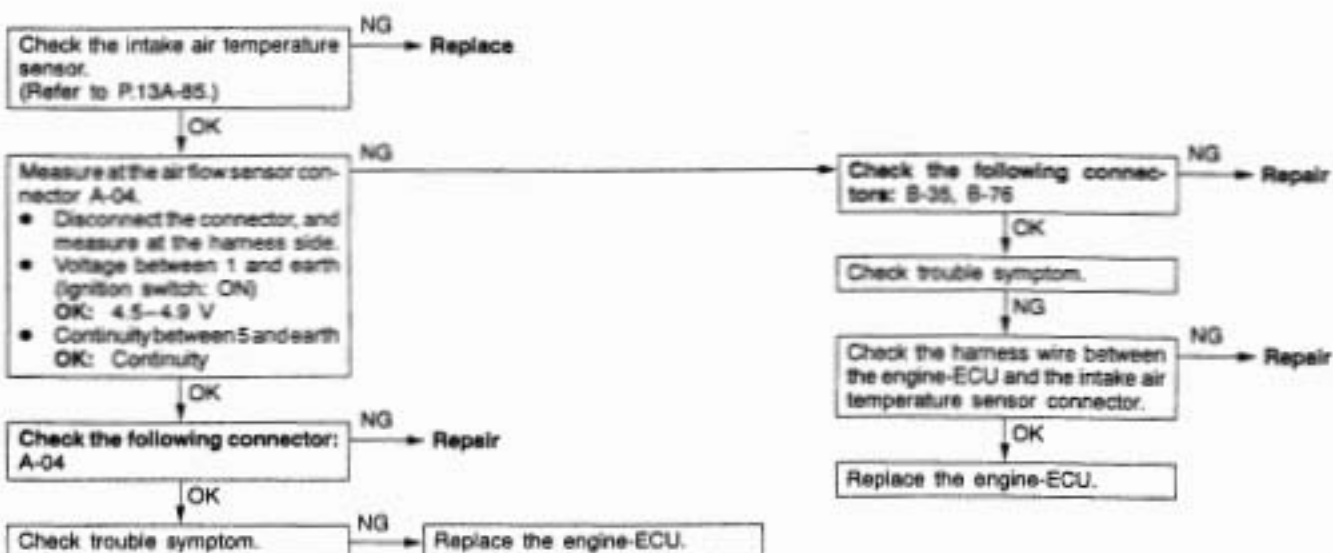 NG
Check the intake air temperature
sensor.
(Refer to P.13A-85.)
Replace
OK
Measure at the air flow sensor con-
nector A-04.
● Disconnect the connector, and
measure at the harness side.
● Voltage between 1 and earth
(Ignition switch: ON)
OK: 4.5–4.9 V
● Continuity between 5 and earth
OK: Continuity
NG
Check the following connec-
tors: B-35, B-76
NG
Repair
OK
Check trouble symptom.
NG
Check the harness wire between
the engine-ECU and the intake air
temperature sensor connector.
NG
Repair
OK
Replace the engine-ECU.
OK
Check the following connector:
A-04
NG
Repair
OK
Check trouble symptom.
NG
Replace the engine-ECU.